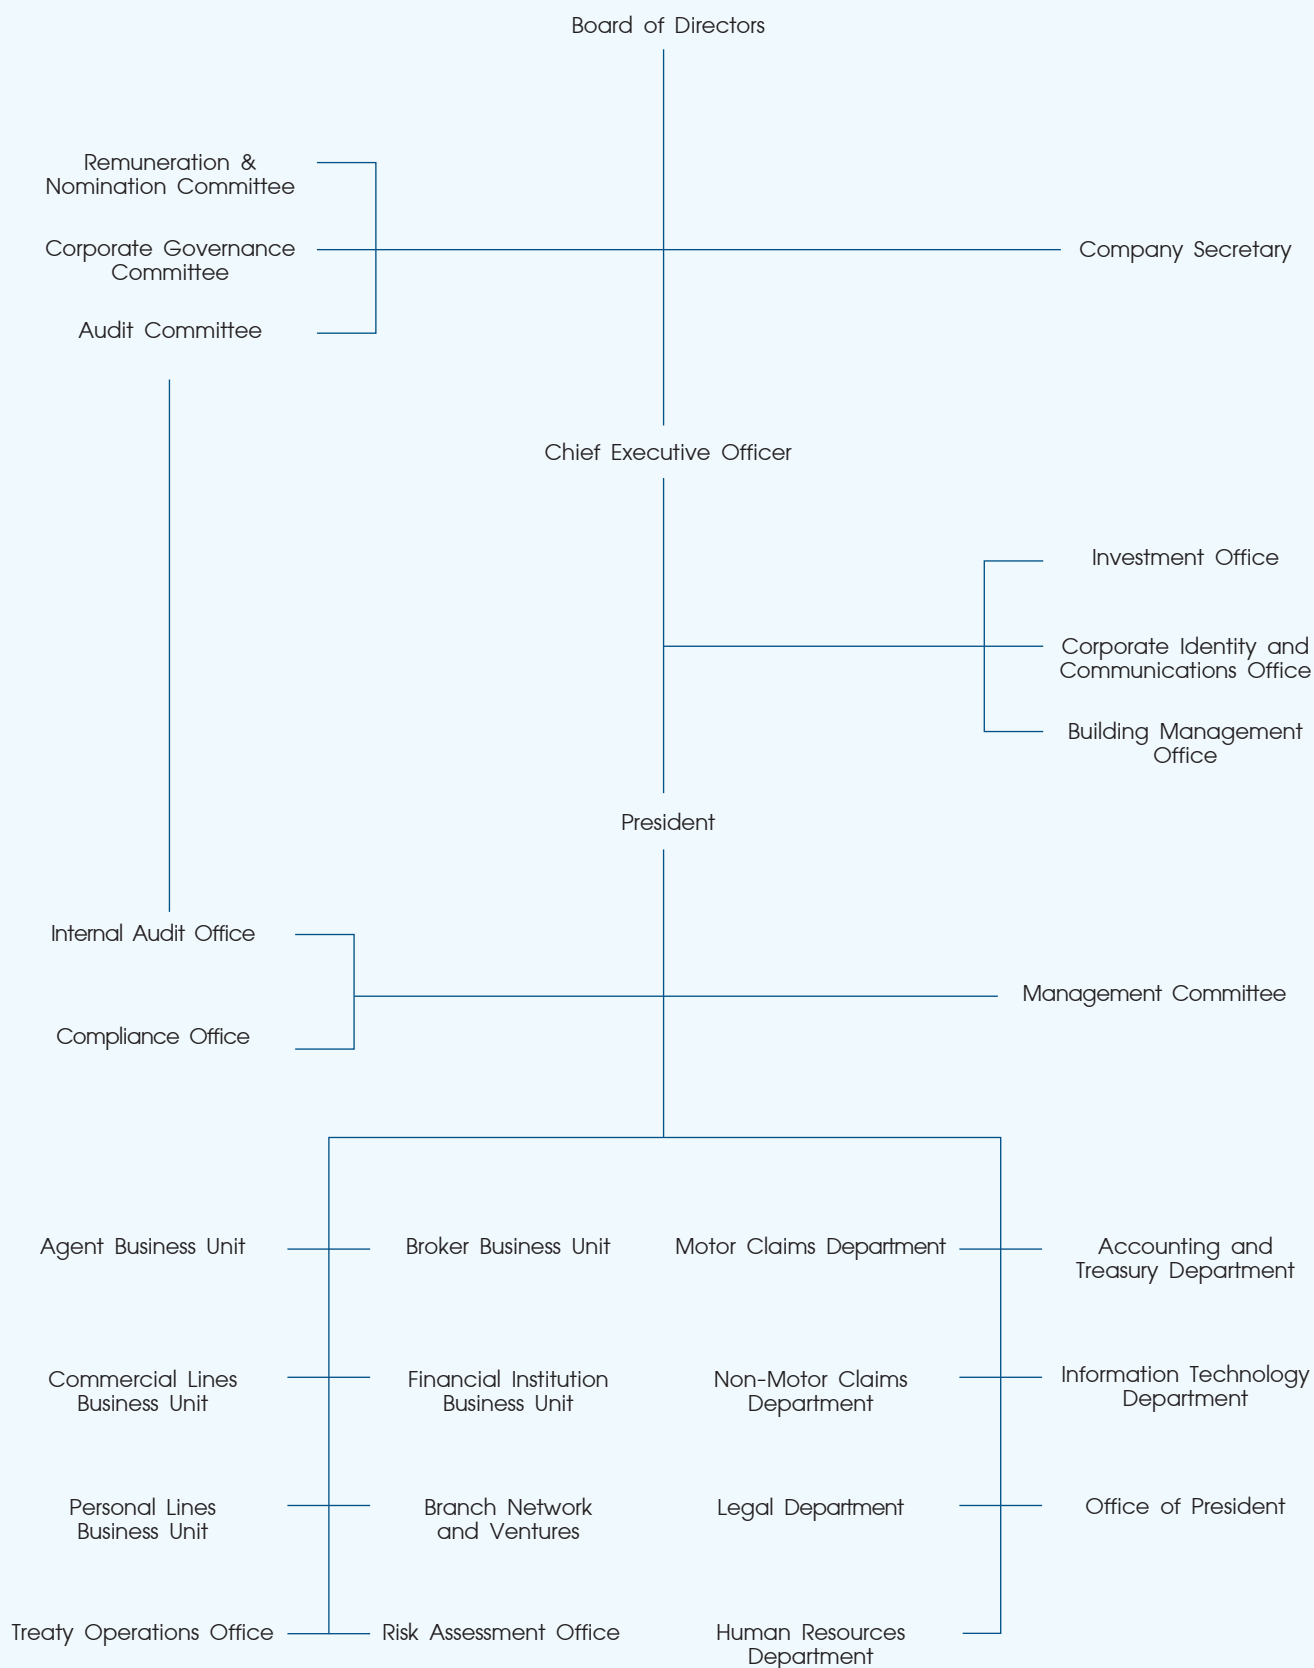 Board of Directors
Remuneration &
Nomination Committee
Corporate Governance
Committee
Company Secretary
Audit Committee
Chief Executive Officer
Investment Office
Corporate Identity and
Communications Office
Building Management
Office
President
Internal Audit Office
Management Committee
Compliance Office
Agent Business Unit
Broker Business Unit
Motor Claims Department
Accounting and
Treasury Department
Commercial Lines
Business Unit
Financial Institution
Business Unit
Non-Motor Claims
Department
Information Technology
Department
Personal Lines
Business Unit
Branch Network
and Ventures
Legal Department
Office of President
Treaty Operations Office
Risk Assessment Office
Human Resources
Department